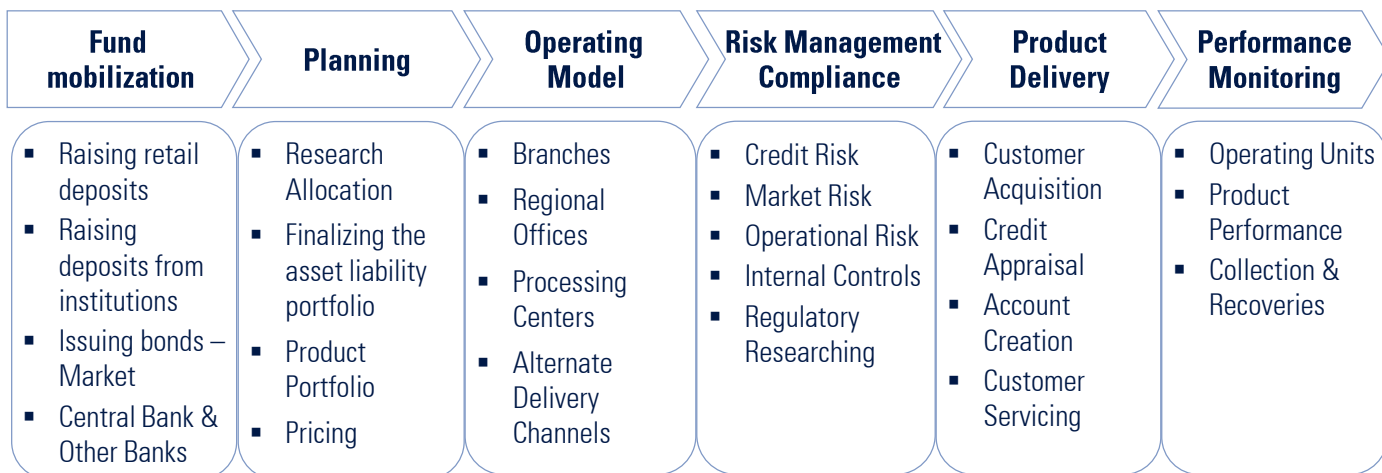 Fund
mobilization
Planning
Operating
Model
Risk Management
Compliance
Product
Delivery
Performance
Monitoring
▪ Raising retail
deposits
▪ Raising
deposits from
institutions
▪ Issuing bonds –
Market
▪ Central Bank &
Other Banks
▪ Research
Allocation
▪ Finalizing the
asset liability
portfolio
▪ Product
Portfolio
▪ Pricing
▪ Branches
▪ Regional
Offices
▪ Processing
Centers
▪ Alternate
Delivery
Channels
▪ Credit Risk
▪ Market Risk
▪ Operational Risk
▪ Internal Controls
▪ Regulatory
Researching
▪ Customer
Acquisition
▪ Credit
Appraisal
▪ Account
Creation
▪ Customer
Servicing
▪ Operating Units
▪ Product
Performance
▪ Collection &
Recoveries